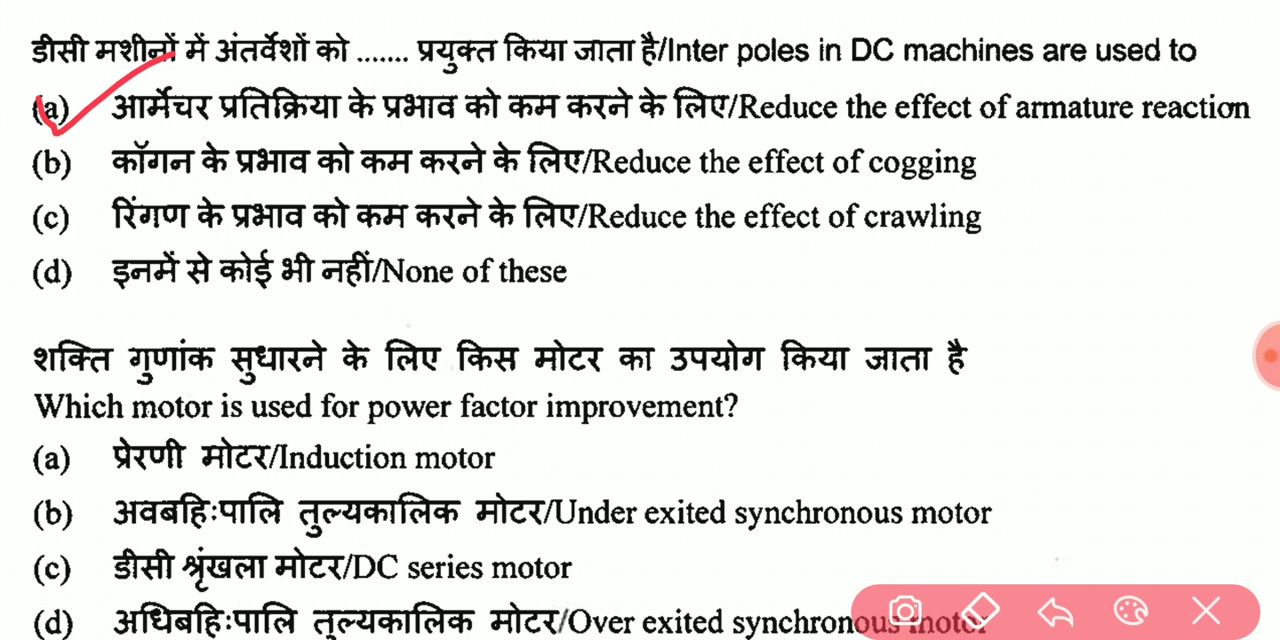 डीसी मशीनों में अंतर्वेशों को ....... प्रयुक्त किया जाता है/Inter poles in DC machines are used to
(a) आर्मेचर प्रतिक्रिया के प्रभाव को कम करने के लिए/Reduce the effect of armature reaction
(b) कॉगन के प्रभाव को कम करने के लिए/Reduce the effect of cogging
(c) रिंगण के प्रभाव को कम करने के लिए/Reduce the effect of crawling
(d) इनमें से कोई भी नहीं/None of these
शक्ति गुणांक सुधारने के लिए किस मोटर का उपयोग किया जाता है
Which motor is used for power factor improvement?
(a) प्रेरणी मोटर/Induction motor
(b) अवबहिःपालि तुल्यकालिक मोटर/Under exited synchronous motor
(c) डीसी श्रृंखला मोटर/DC series motor
(d) अधिबहिःपालि तुल्यकालिक मोटर/Over exited synchronous motor